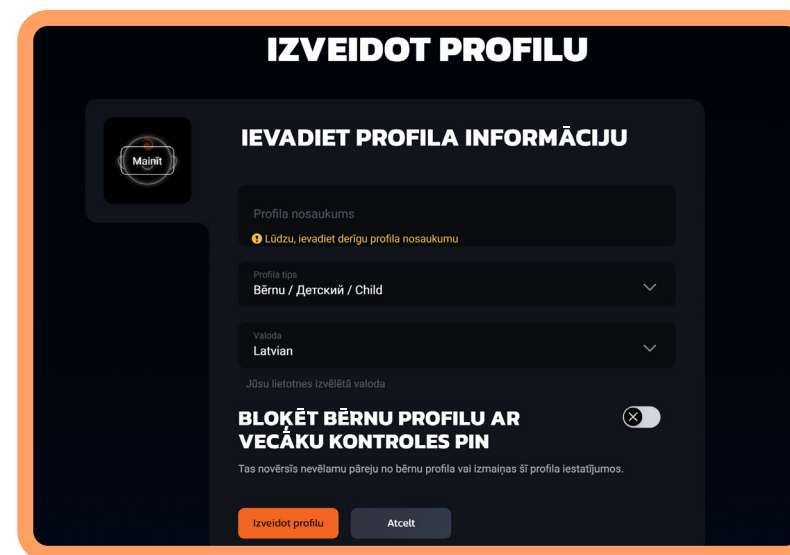 IZVEIDOT PROFILU
Mainīt
IEVADIET PROFILA INFORMĀCIJU
Profila nosaukums
Lūdzu, ievadiet derīgu profila nosaukumu
Profila tips
Bērnu / Детский / Child
Valoda
Latvian
Jūsu lietotnes izvēlētā valoda
BLOĶĒT BĒRNU PROFILU AR
VECĀKU KONTROLES PIN
Tas novērsīs nevēlamu pāreju no bērnu profila vai izmaiņas šī profila iestatījumos.
Izveidot profilu
Atcelt